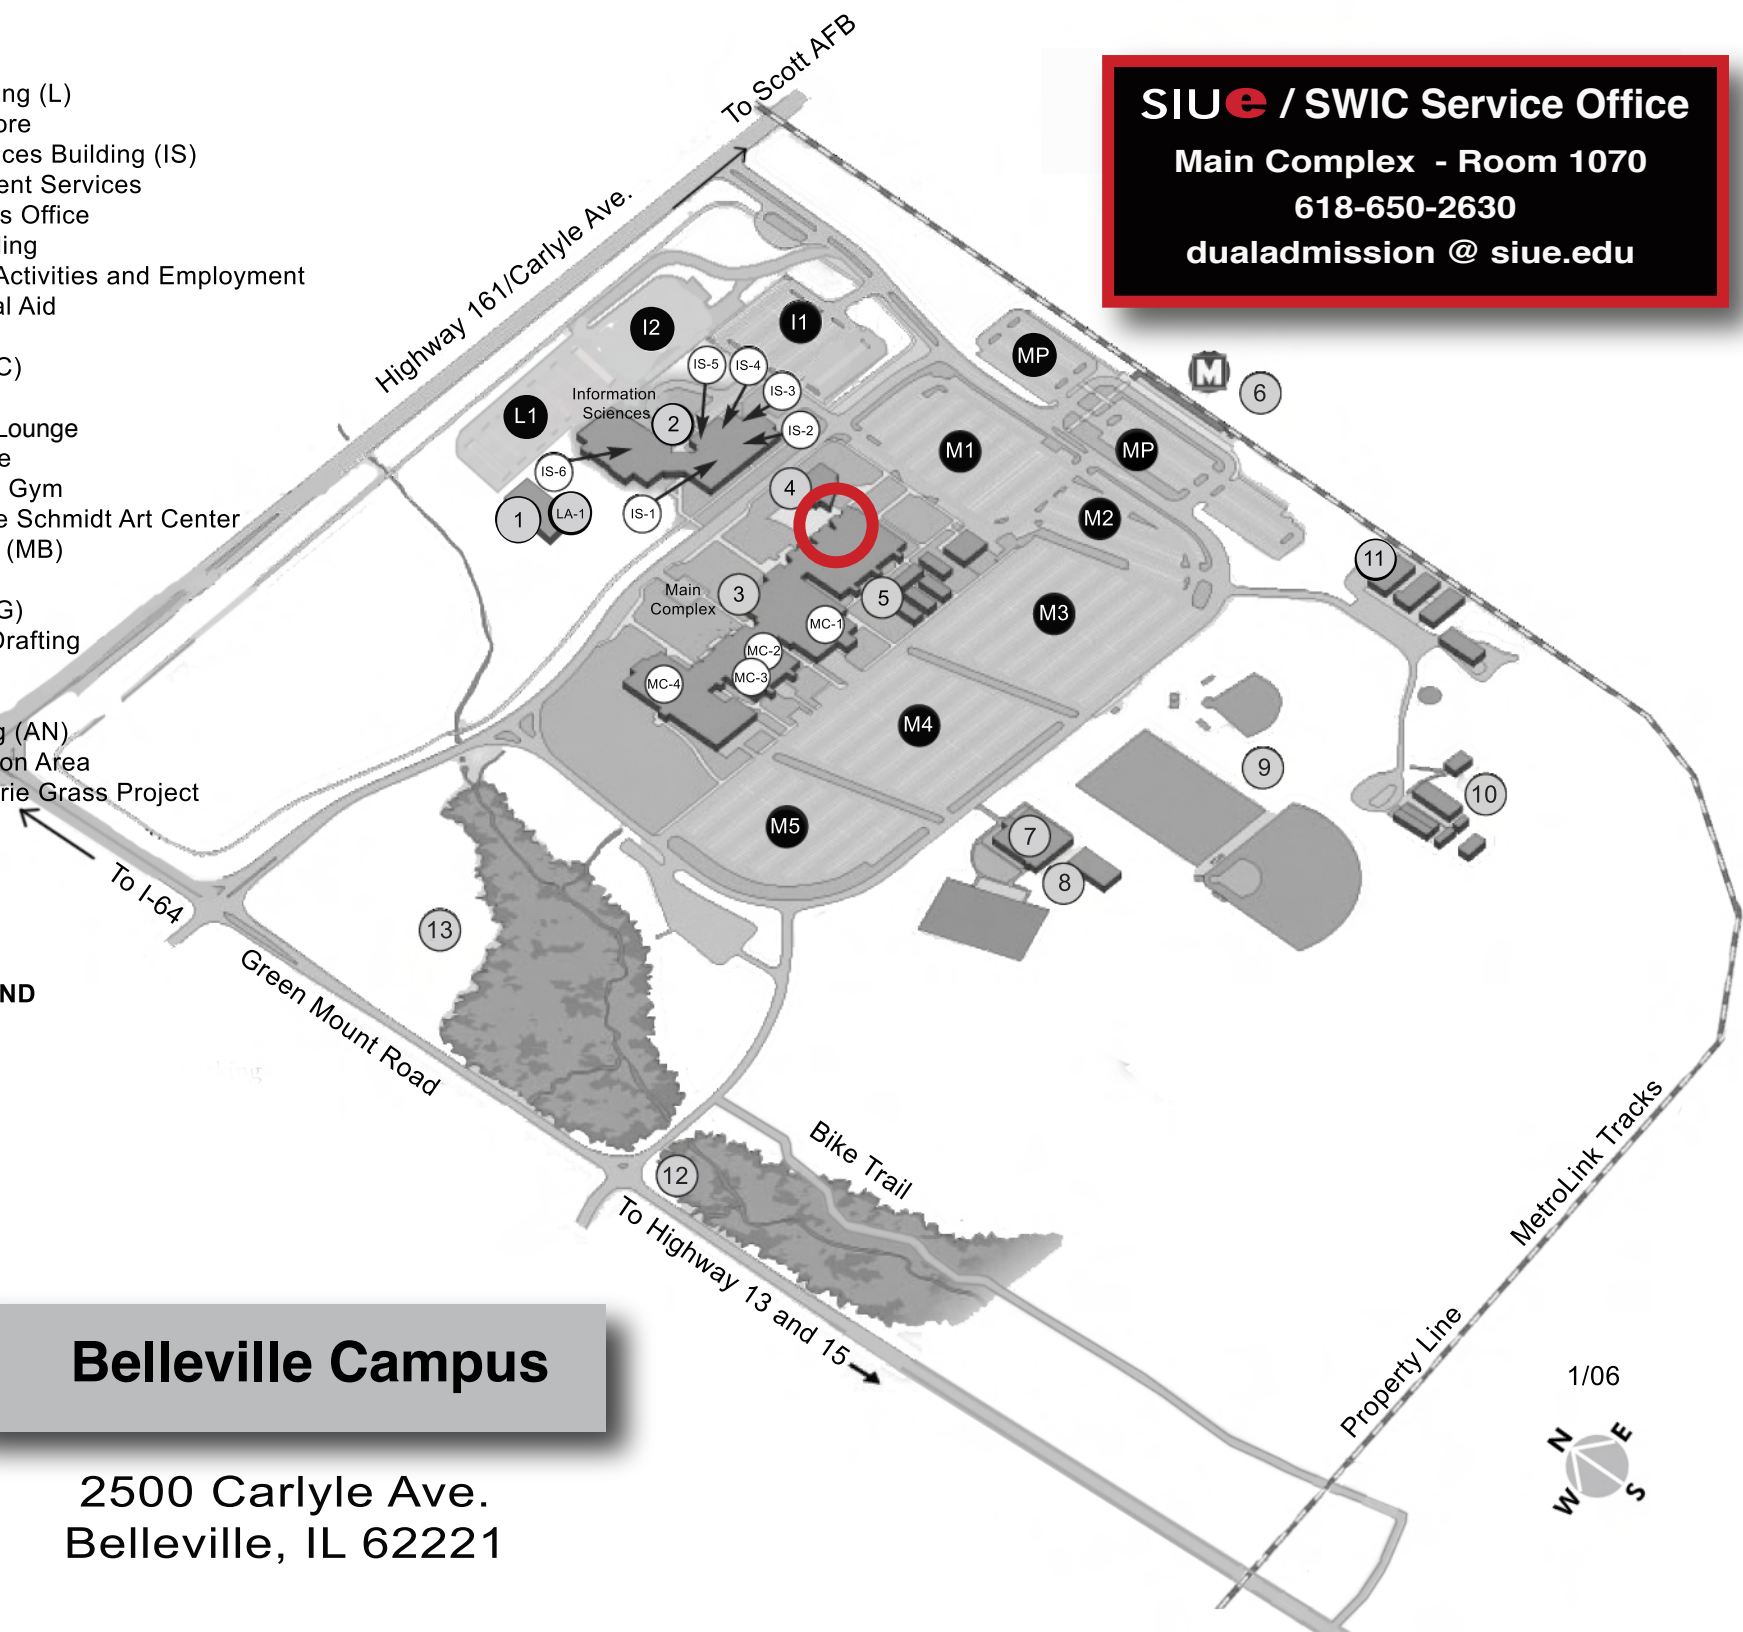 ng (L)
ore
ces Building (IS)
ent Services
s Office
ling
Activities and Employment
al Aid
C)
Lounge
e
Gym
e Schmidt Art Center
(MB)
G)
Drafting
g (AN)
on Area
rie Grass Project
ND
To Scott AFB
Highway 161/Carlyle Ave.
SIUe / SWIC Service Office
Main Complex - Room 1070
618-650-2630
dualadmission @ siue.edu
I2
I1
MP
M
6
IS-5
IS-4
IS-3
IS-2
Information
Sciences
2
L1
M1
MP
IS-6
4
1
LA-1
IS-1
M2
11
Main
Complex
3
5
M3
MC-1
MC-2
MC-3
MC-4
M4
9
10
M5
7
8
To I-64
13
Green Mount Road
12
Bike Trail
To Highway 13 and 15
MetroLink Tracks
Property Line
Belleville Campus
2500 Carlyle Ave.
Belleville, IL 62221
1/06
N
E
W
S